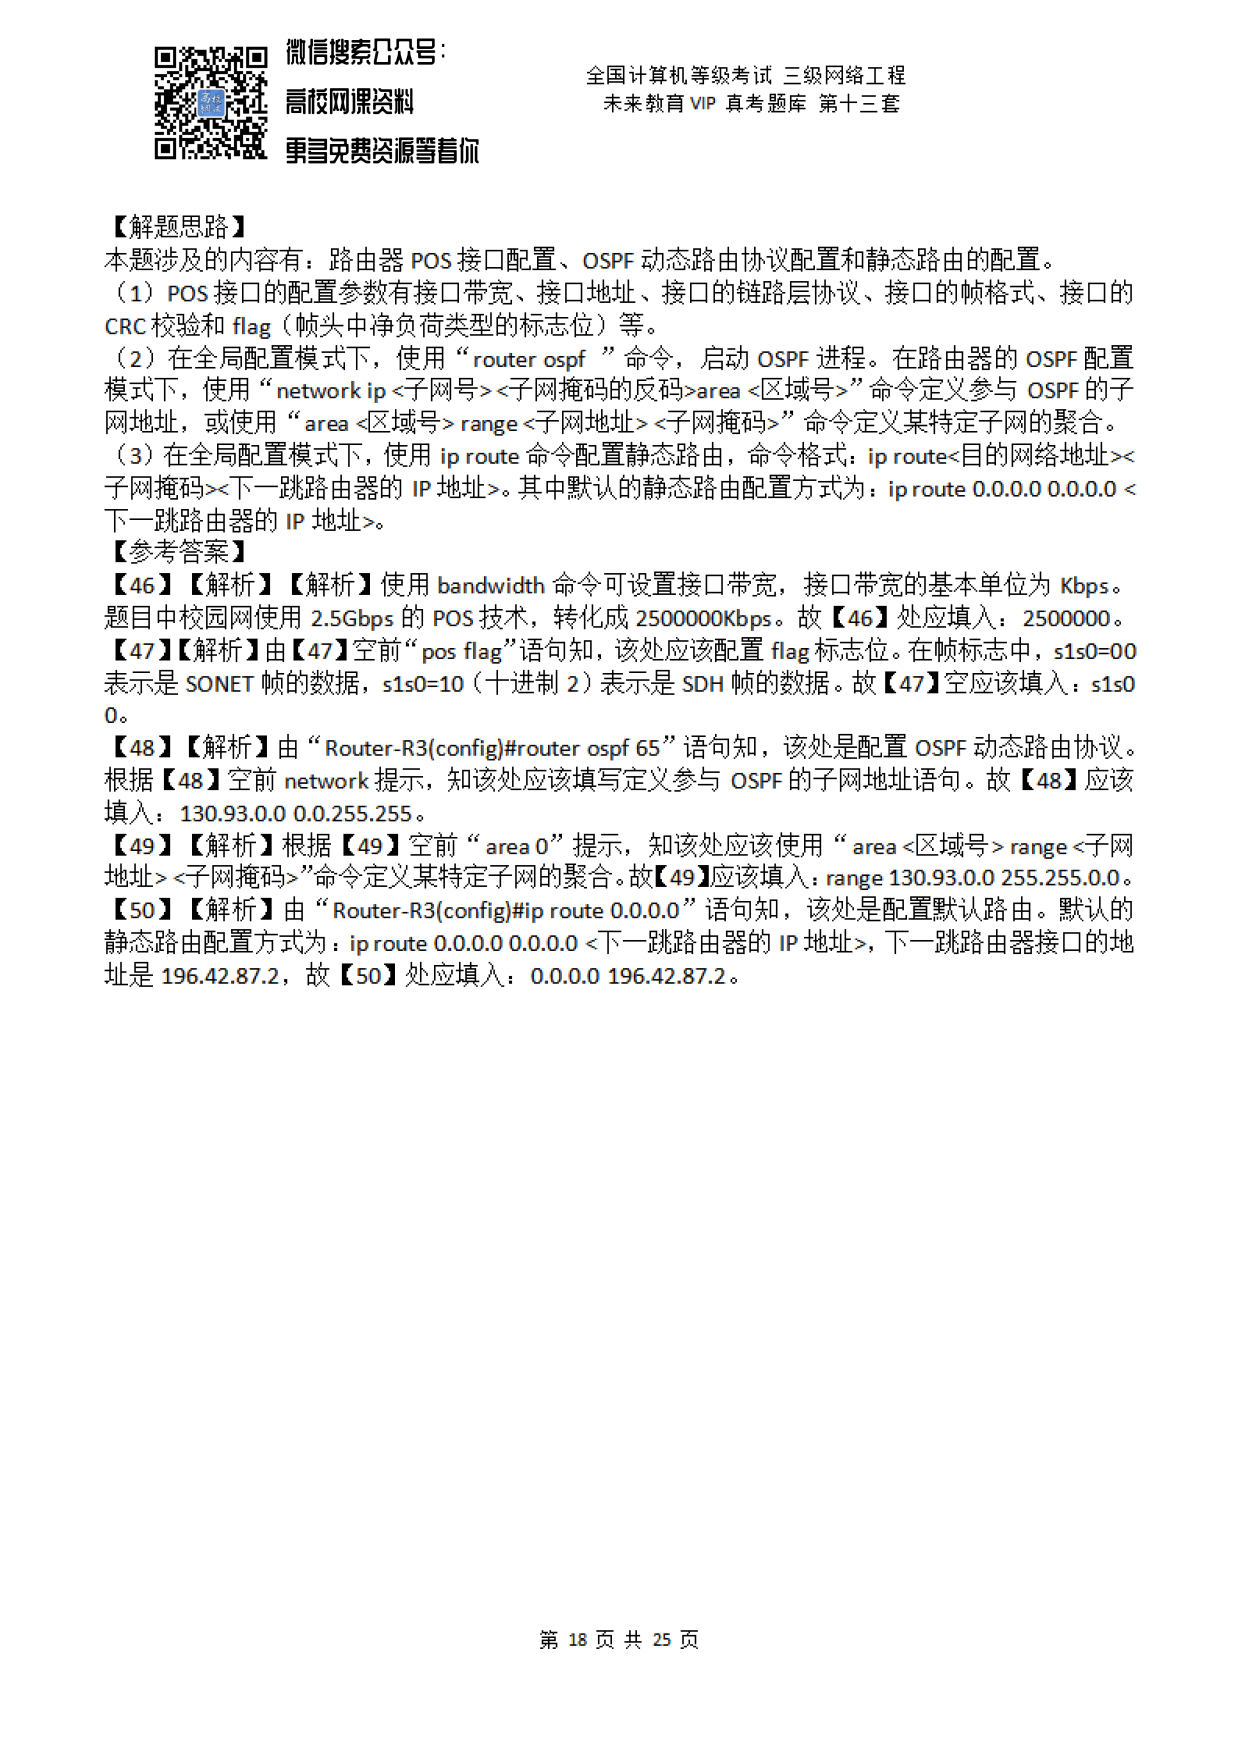 微信搜索公众号：
高校网课资料
更多免费资源等着你
全国计算机等级考试 三级网络工程
未来教育 VIP 真考题库 第十三套
【解题思路】
本题涉及的内容有：路由器 POS 接口配置、OSPF 动态路由协议配置和静态路由的配置。
（1）POS 接口的配置参数有接口带宽、接口地址、接口的链路层协议、接口的帧格式、接口的
CRC 校验和 flag（帧头中净负荷类型的标志位）等。
（2）在全局配置模式下，使用“router ospf ”命令，启动 OSPF 进程。在路由器的 OSPF 配置
模式下，使用“network ip <子网号> <子网掩码的反码>area <区域号>”命令定义参与 OSPF 的子
网地址，或使用“area <区域号> range <子网地址> <子网掩码>”命令定义某特定子网的聚合。
（3）在全局配置模式下，使用 ip route 命令配置静态路由，命令格式：ip route<目的网络地址><
子网掩码><下一跳路由器的 IP 地址>。其中默认的静态路由配置方式为：ip route 0.0.0.0 0.0.0.0 <
下一跳路由器的 IP 地址>。
【参考答案】
【46】【解析】【解析】使用 bandwidth 命令可设置接口带宽，接口带宽的基本单位为 Kbps。
题目中校园网使用 2.5Gbps 的 POS 技术，转化成 2500000Kbps。故【46】处应填入：2500000。
【47】【解析】由【47】空前“pos flag”语句知，该处应该配置 flag 标志位。在帧标志中，s1s0=00
表示是 SONET 帧的数据，s1s0=10（十进制 2）表示是 SDH 帧的数据。故【47】空应该填入：s1s0
0。
【48】【解析】由“Router-R3(config)#router ospf 65”语句知，该处是配置 OSPF 动态路由协议。
根据【48】空前 network 提示，知该处应该填写定义参与 OSPF 的子网地址语句。故【48】应该
填入：130.93.0.0 0.0.255.255。
【49】【解析】根据【49】空前“area 0”提示，知该处应该使用“area <区域号> range <子网
地址> <子网掩码>”命令定义某特定子网的聚合。故【49】应该填入：range 130.93.0.0 255.255.0.0。
【50】【解析】由“Router-R3(config)#ip route 0.0.0.0”语句知，该处是配置默认路由。默认的
静态路由配置方式为：ip route 0.0.0.0 0.0.0.0 <下一跳路由器的 IP 地址>，下一跳路由器接口的地
址是 196.42.87.2，故【50】处应填入：0.0.0.0 196.42.87.2。
第 18 页 共 25 页